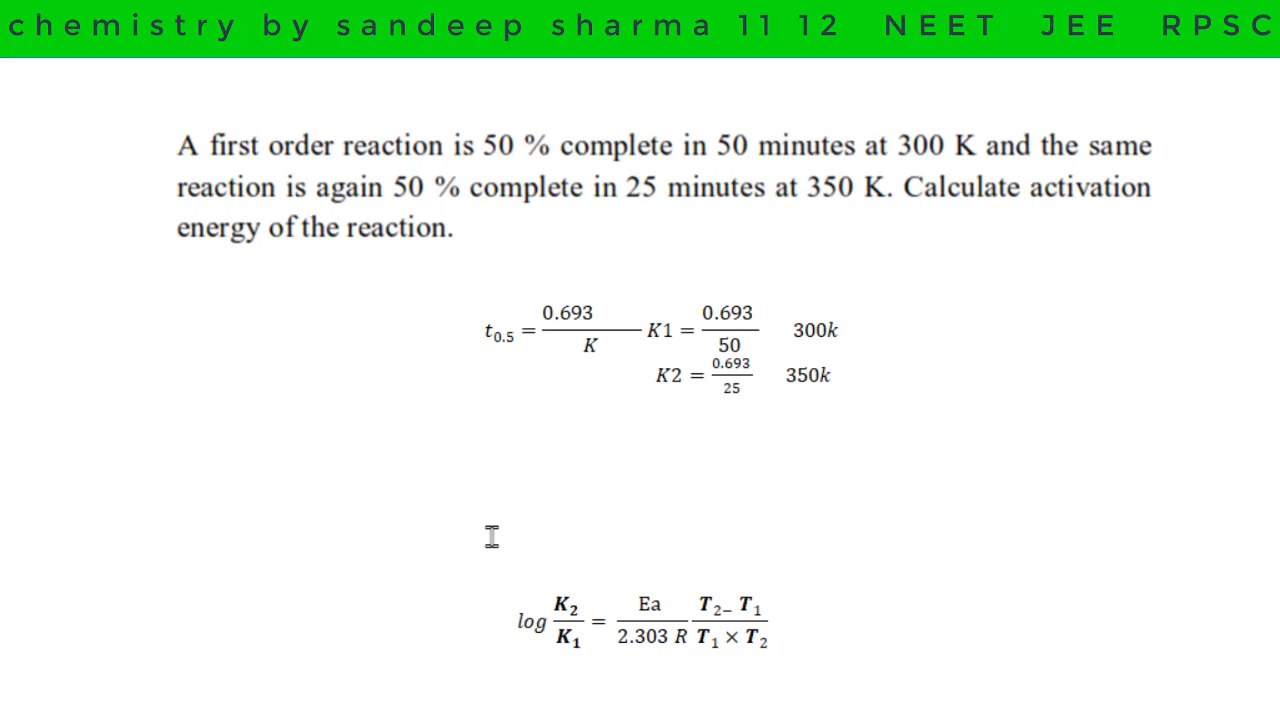 chemistry by sandeep sharma 11 12 NEET JEE RPSC
A first order reaction is 50 % complete in 50 minutes at 300 K and the same
reaction is again 50 % complete in 25 minutes at 350 K. Calculate activation
energy of the reaction.
t₀.₅ = 0.693 / K K1 = 0.693 / 50 300k
K2 = 0.693 / 25 350k
log K₂ / K₁ = Ea / 2.303 R T₂₋ T₁ / T₁ × T₂